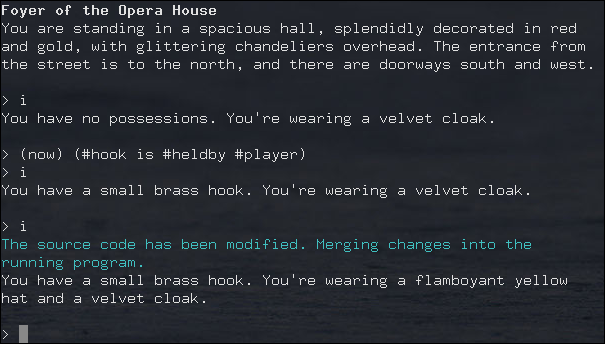 Foyer of the Opera House
You are standing in a spacious hall, splendidly decorated in red
and gold, with glittering chandeliers overhead. The entrance from
the street is to the north, and there are doorways south and west.
> i
You have no possessions. You're wearing a velvet cloak.
> (now) (#hook is #heldby #player)
> i
You have a small brass hook. You're wearing a velvet cloak.
> i
The source code has been modified. Merging changes into the
running program.
You have a small brass hook. You're wearing a flamboyant yellow
hat and a velvet cloak.
>